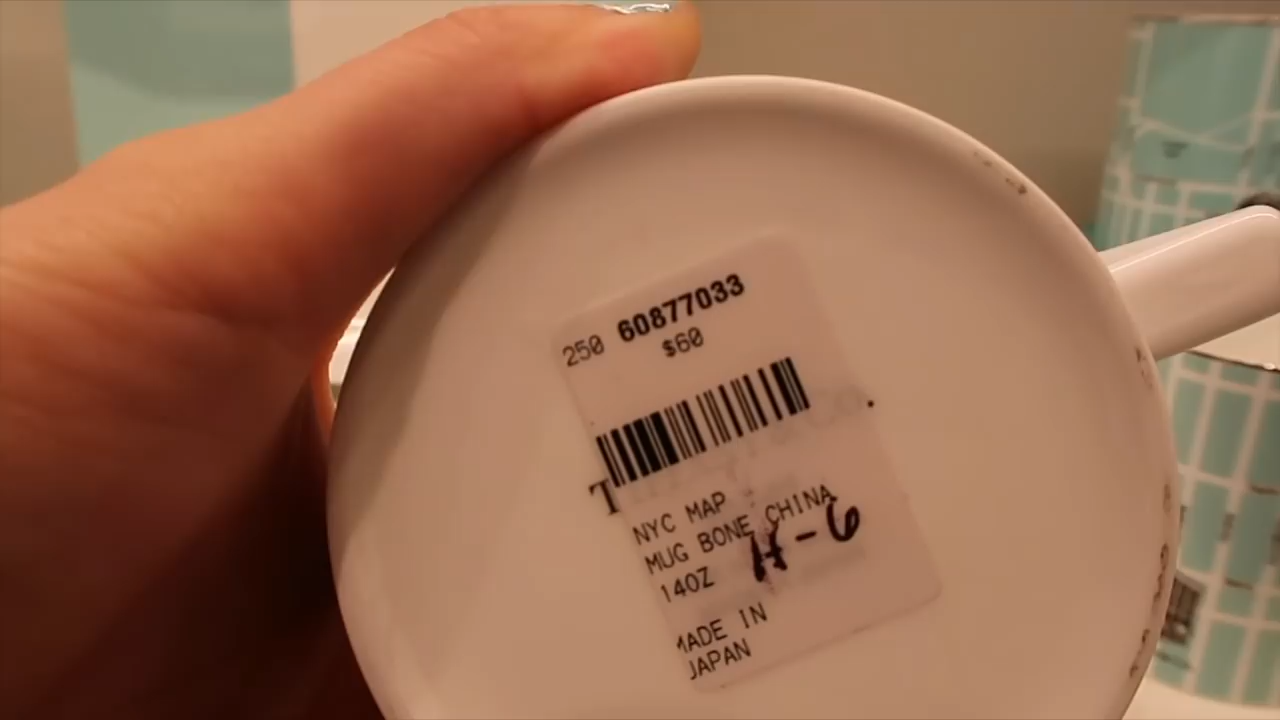 250 60877033
$60
T
NYC MAP
MUG BONE CHINA
14OZ H-6
MADE IN
JAPAN